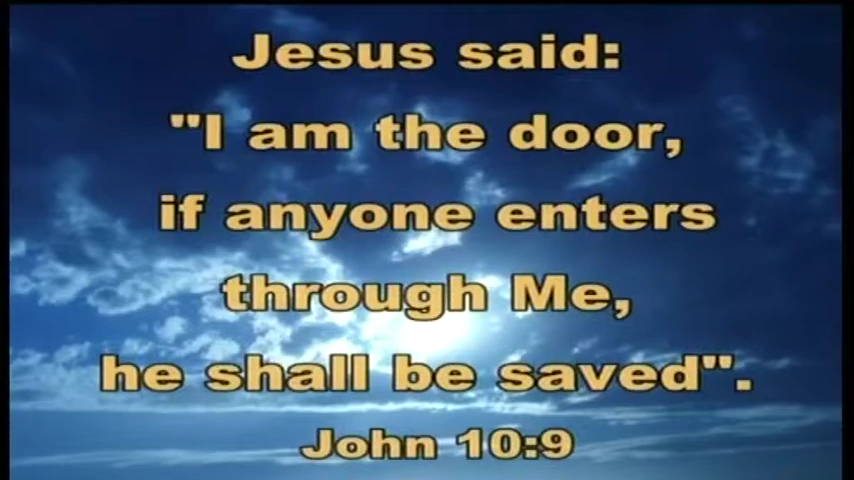 Jesus said:
"I am the door,
if anyone enters
through Me,
he shall be saved".
John 10:9